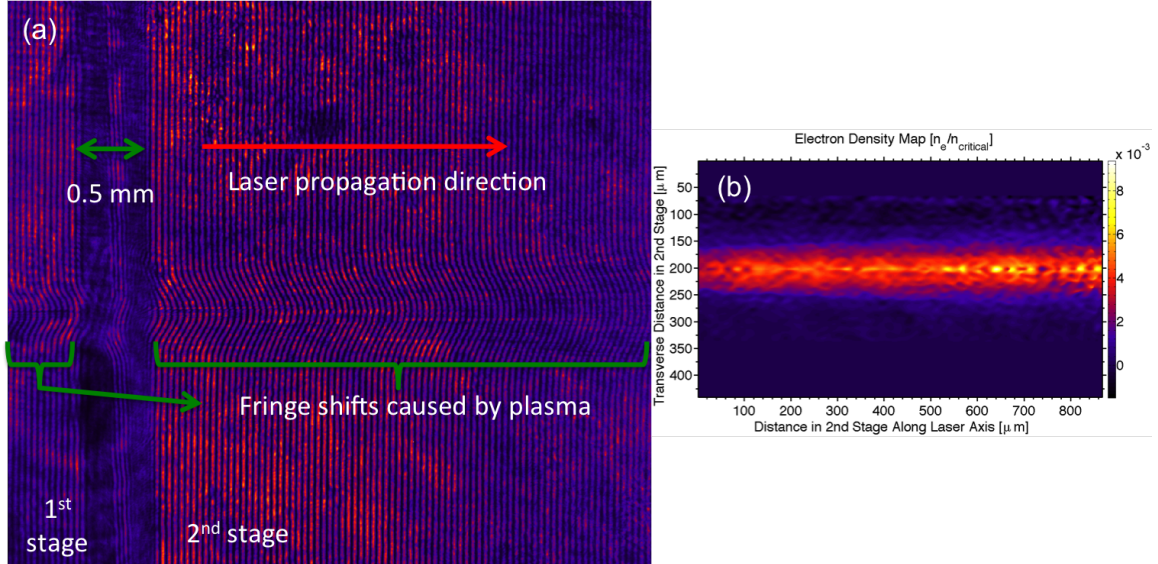 (a)
0.5 mm
Laser propagation direction
Fringe shifts caused by plasma
1st
stage
2nd stage
Electron Density Map [ne/ncritical]
x 10-3
(b)
Transverse Distance in 2nd Stage [μm]
50
100
150
200
250
300
350
400
100 200 300 400 500 600 700 800
Distance in 2nd Stage Along Laser Axis [μm]
8
6
4
2
0